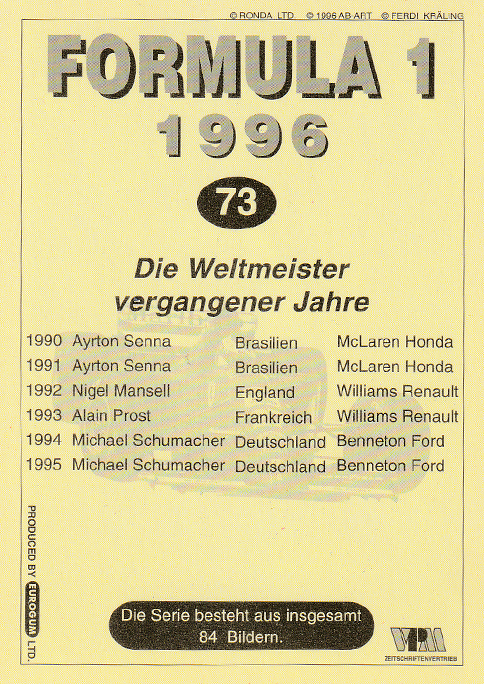 © RONDA LTD © 1996 AB-ART © FERDI KRÄLING
FORMULA 1
1996
73
Die Weltmeister
vergangener Jahre
1990 Ayrton Senna Brasilien McLaren Honda
1991 Ayrton Senna Brasilien McLaren Honda
1992 Nigel Mansell England Williams Renault
1993 Alain Prost Frankreich Williams Renault
1994 Michael Schumacher Deutschland Benneton Ford
1995 Michael Schumacher Deutschland Benneton Ford
PRODUCED BY EUROGUM LTD.
Die Serie besteht aus insgesamt
84 Bildern.
VPM
ZEITSCHRIFTENVERTRIEB